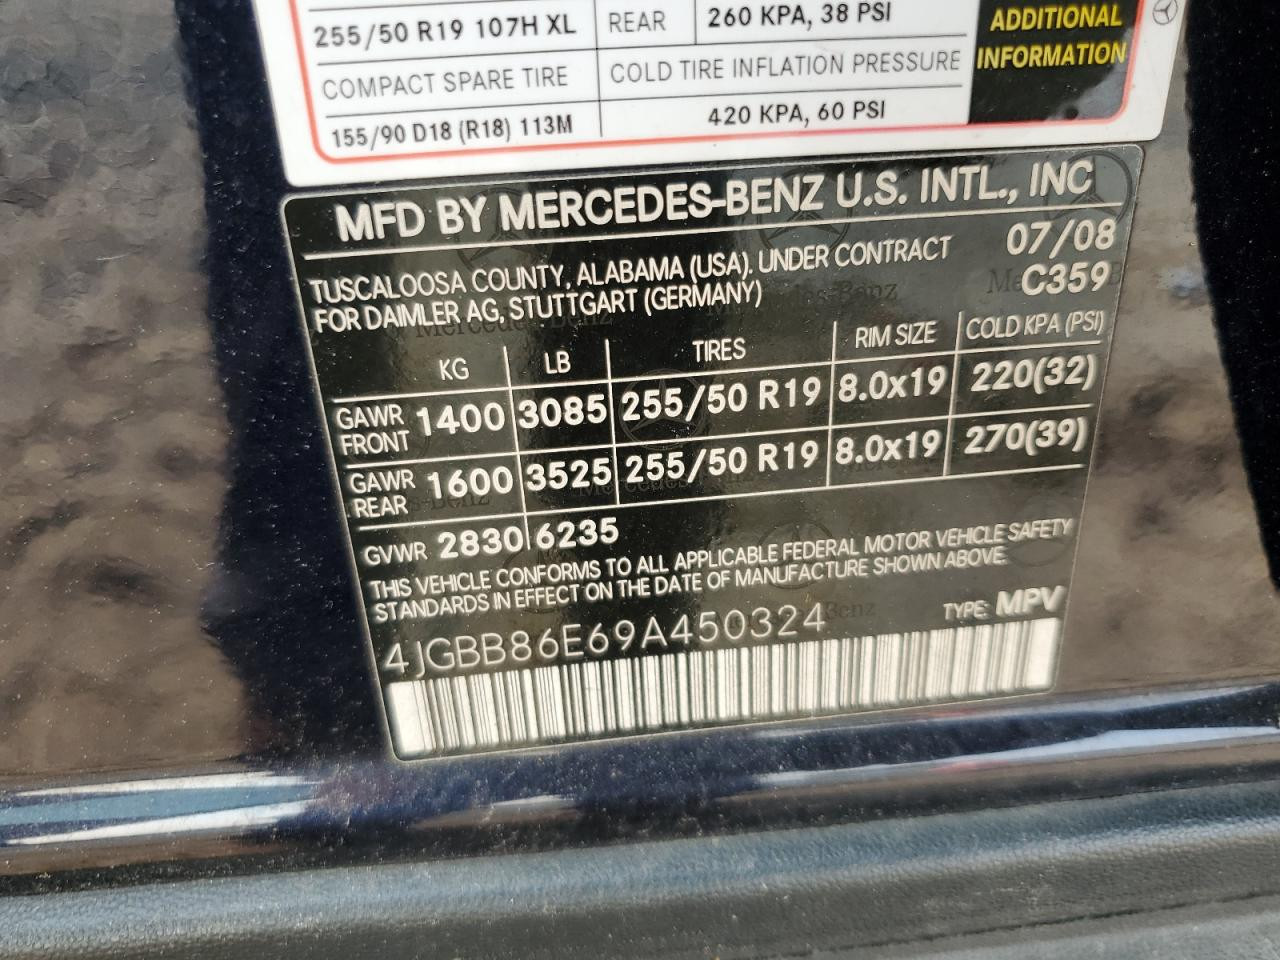 255/50 R19 107H XL REAR 260 KPA, 38 PSI
COMPACT SPARE TIRE COLD TIRE INFLATION PRESSURE
155/90 D18 (R18) 113M 420 KPA, 60 PSI
ADDITIONAL
INFORMATION
MFD BY MERCEDES-BENZ U.S. INTL., INC
TUSCALOOSA COUNTY, ALABAMA (USA). UNDER CONTRACT 07/08
FOR DAIMLER AG, STUTTGART (GERMANY) C359
KG LB TIRES RIM SIZE COLD KPA (PSI)
GAWR FRONT 1400 3085 255/50 R19 8.0x19 220(32)
GAWR REAR 1600 3525 255/50 R19 8.0x19 270(39)
GVWR 2830 6235
THIS VEHICLE CONFORMS TO ALL APPLICABLE FEDERAL MOTOR VEHICLE SAFETY
STANDARDS IN EFFECT ON THE DATE OF MANUFACTURE SHOWN ABOVE.
4JGBB86E69A450324 TYPE: MPV